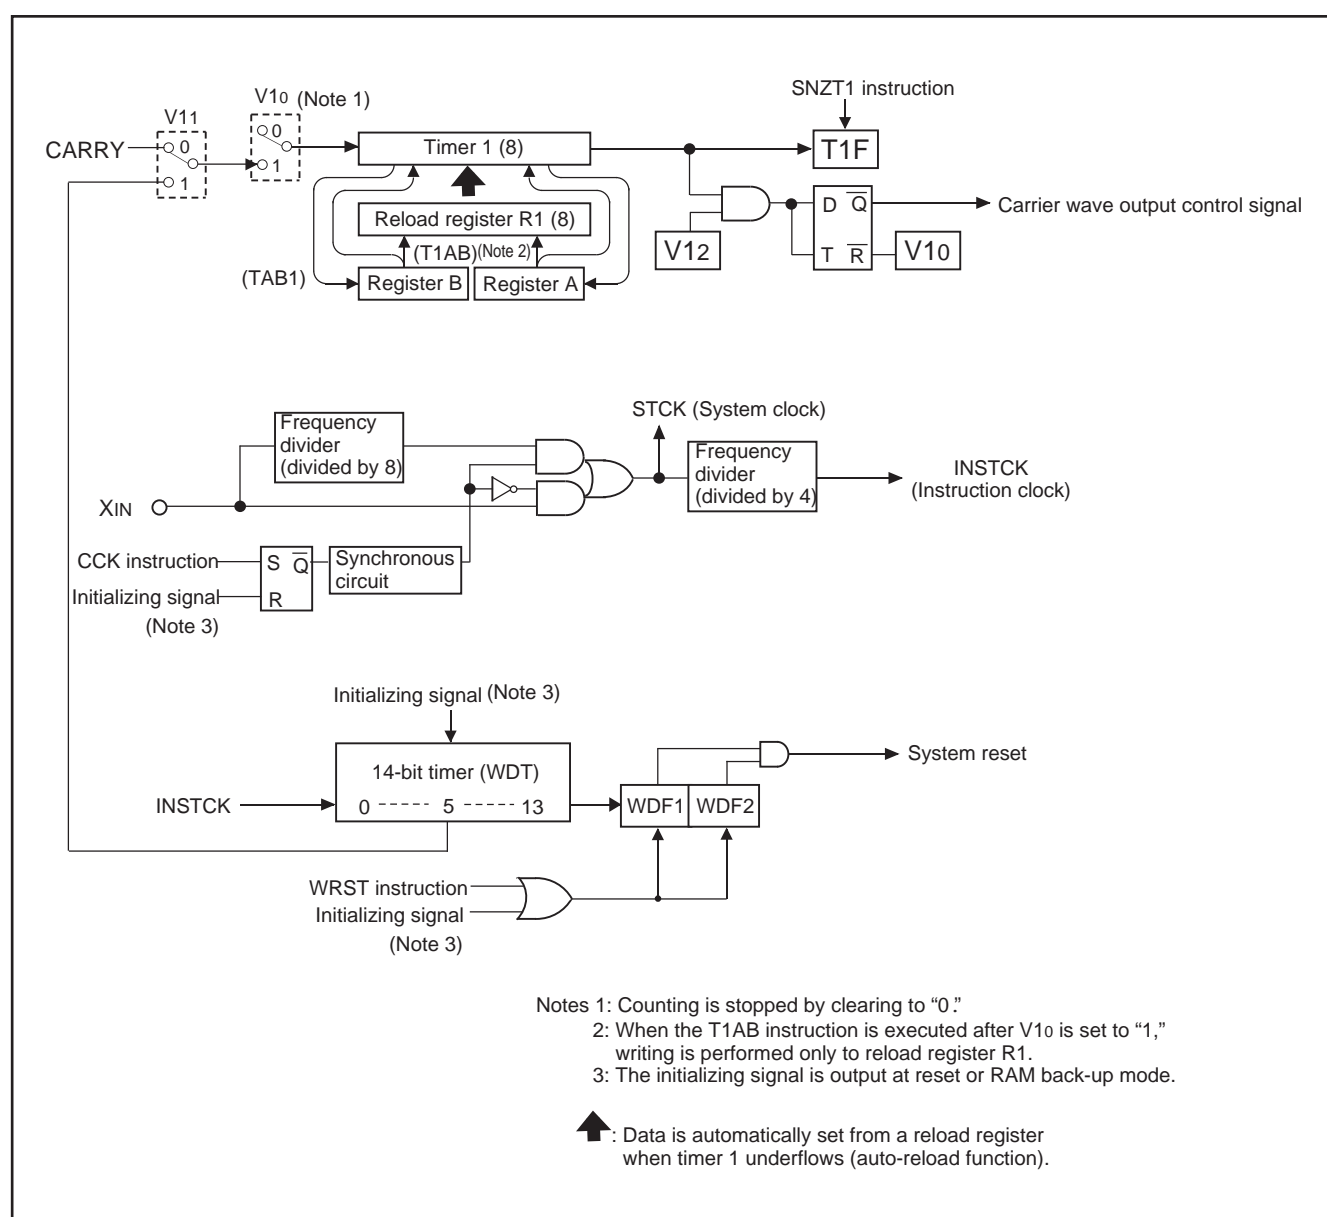 SNZT1 instruction
V10 (Note 1)
V11
CARRY
0
1
0
1
Timer 1 (8)
T1F
Reload register R1 (8)
(T1AB)(Note 2)
(TAB1)
Register B
Register A
V12
D Q
T R
V10
Carrier wave output control signal
STCK (System clock)
Frequency
divider
(divided by 8)
Frequency
divider
(divided by 4)
INSTCK
(Instruction clock)
XIN
CCK instruction
S Q
R
Synchronous
circuit
Initializing signal
(Note 3)
Initializing signal (Note 3)
14-bit timer (WDT)
0 ----- 5 ----- 13
INSTCK
WDF1
WDF2
System reset
WRST instruction
Initializing signal
(Note 3)
Notes 1: Counting is stopped by clearing to “0.”
2: When the T1AB instruction is executed after V10 is set to “1,”
writing is performed only to reload register R1.
3: The initializing signal is output at reset or RAM back-up mode.
: Data is automatically set from a reload register
when timer 1 underflows (auto-reload function).